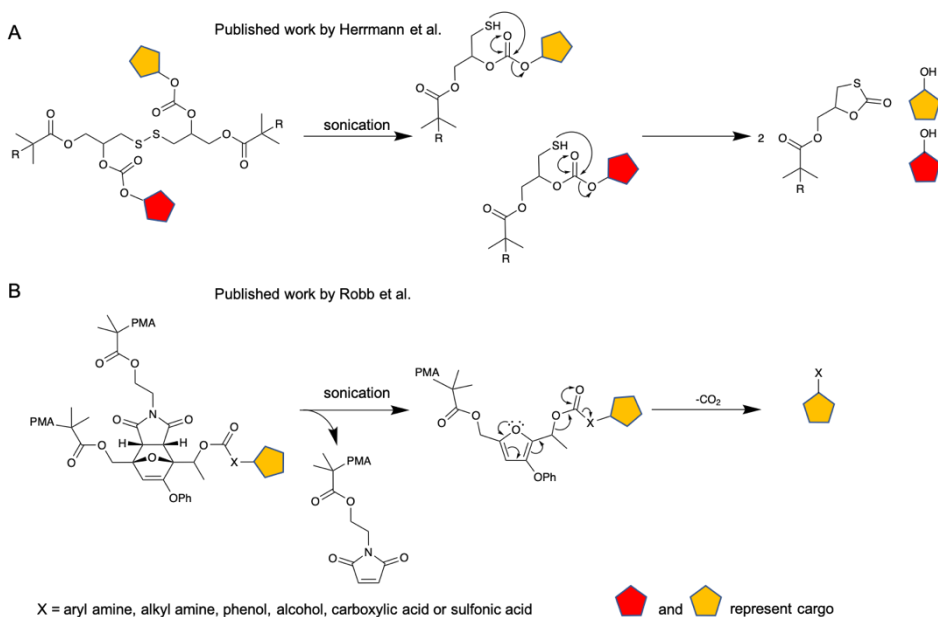 A
Published work by Herrmann et al.
O
O
O
O
O
R
O
S
S
O
O
R
O
O
O
sonication
SH
O
O
O
O
O
R
SH
O
O
O
O
O
R
2
S
O
O
O
O
R
OH
OH
B
Published work by Robb et al.
PMA
O
O
N
O
O
PMA
O
O
H
H
O
O
O
X
OPh
sonication
PMA
O
O
N
O
O
PMA
O
O
O
O
O
X
OPh
-CO2
X
X = aryl amine, alkyl amine, phenol, alcohol, carboxylic acid or sulfonic acid
and
represent cargo